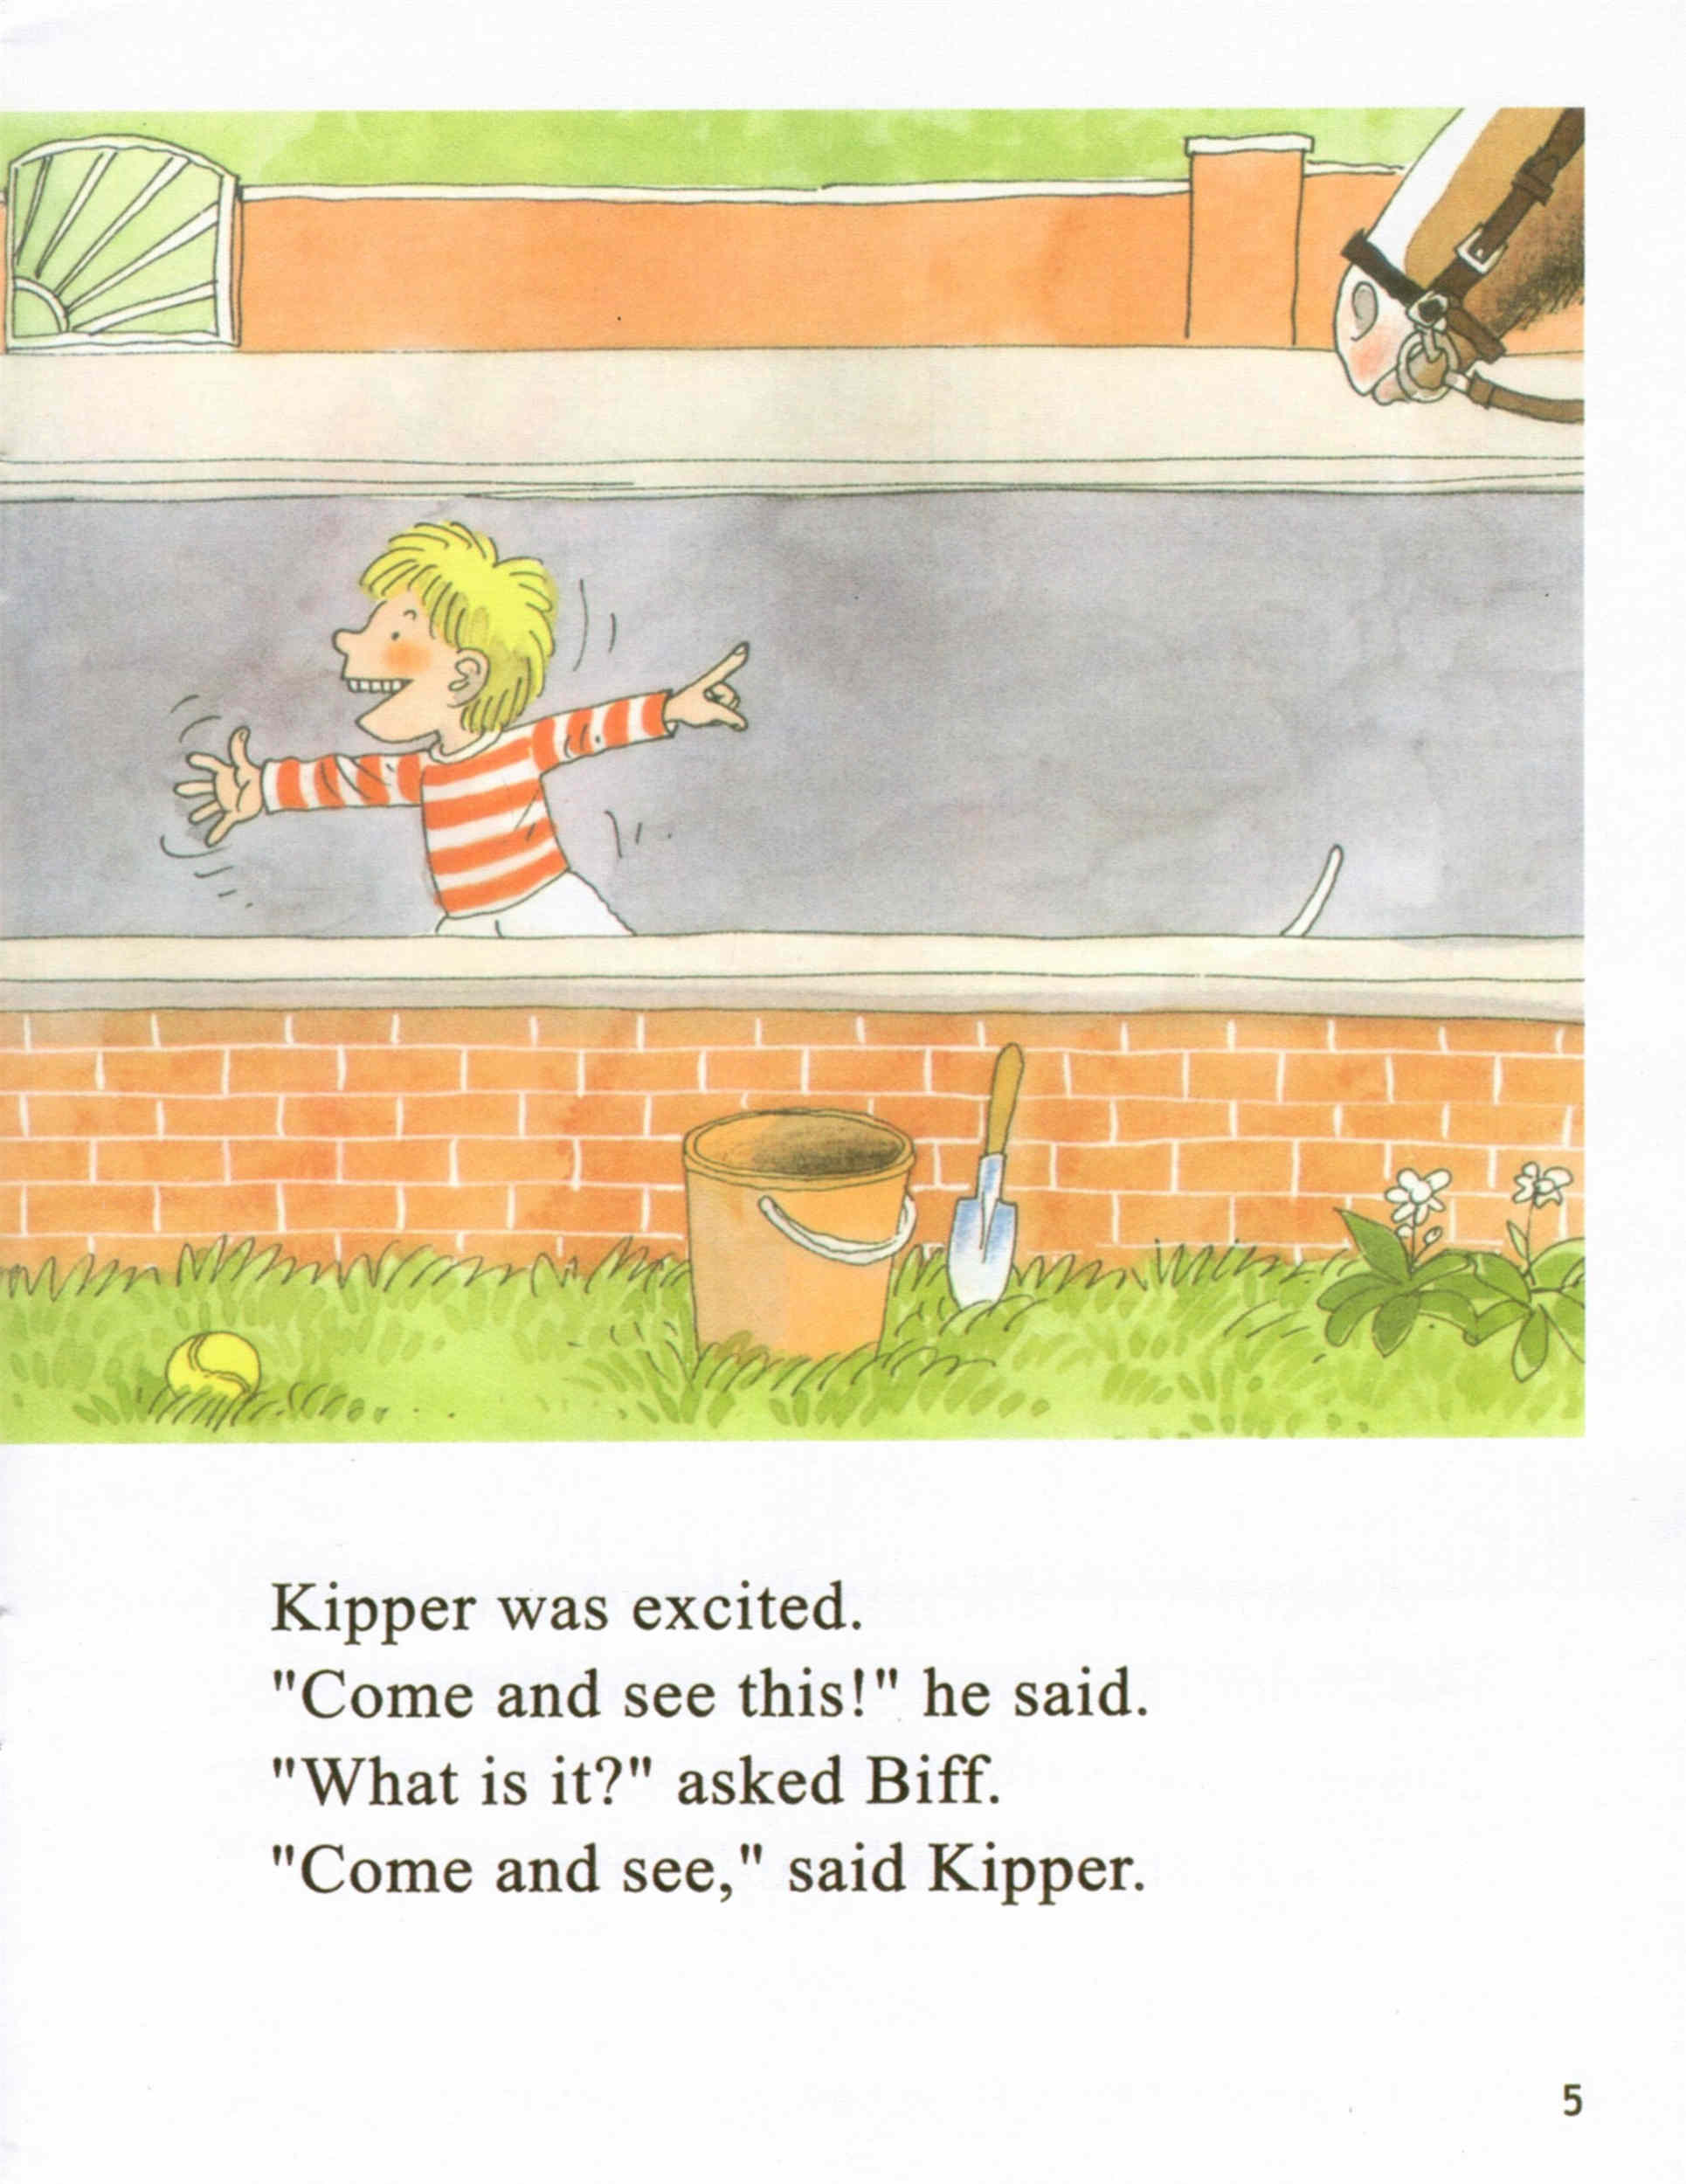 Kipper was excited.
"Come and see this!" he said.
"What is it?" asked Biff.
"Come and see," said Kipper.
5